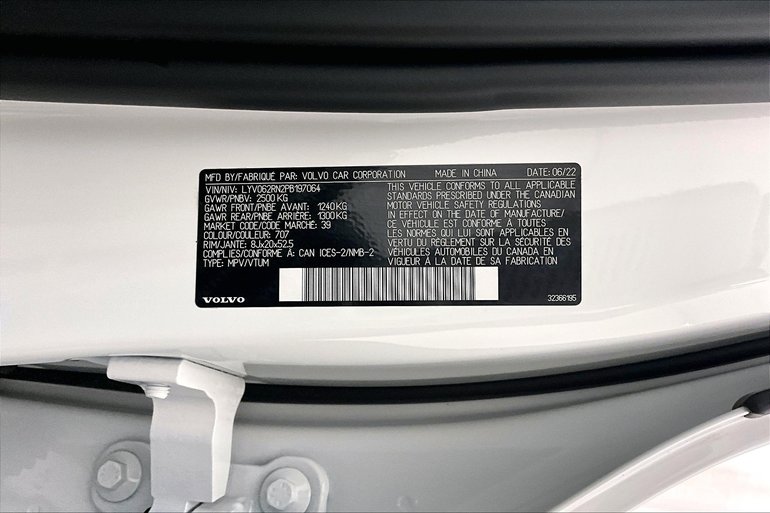 MFD BY/FABRIQUÉ PAR: VOLVO CAR CORPORATION MADE IN CHINA DATE: 06/22
VIN/NIV: LYV062RN2PB197064
GVWR/PNBV: 2500 KG
GAWR FRONT/PNBE AVANT: 1240 KG
GAWR REAR/PNBE ARRIÈRE: 1300 KG
MARKET CODE/CODE MARCHÉ: 39
COLOUR/COULEUR: 707
RIM/JANTE: 8Jx20x52.5
COMPLIES/CONFORME À: CAN ICES-2/NMB-2
TYPE: MPV/VTUM
THIS VEHICLE CONFORMS TO ALL APPLICABLE
STANDARDS PRESCRIBED UNDER THE CANADIAN
MOTOR VEHICLE SAFETY REGULATIONS
IN EFFECT ON THE DATE OF MANUFACTURE/
CE VÉHICULE EST CONFORME À TOUTES
LES NORMES QUI LUI SONT APPLICABLES EN
VERTU DU RÈGLEMENT SUR LA SÉCURITÉ DES
VÉHICULES AUTOMOBILES DU CANADA EN
VIGUEUR À LA DATE DE SA FABRICATION
VOLVO
32366195